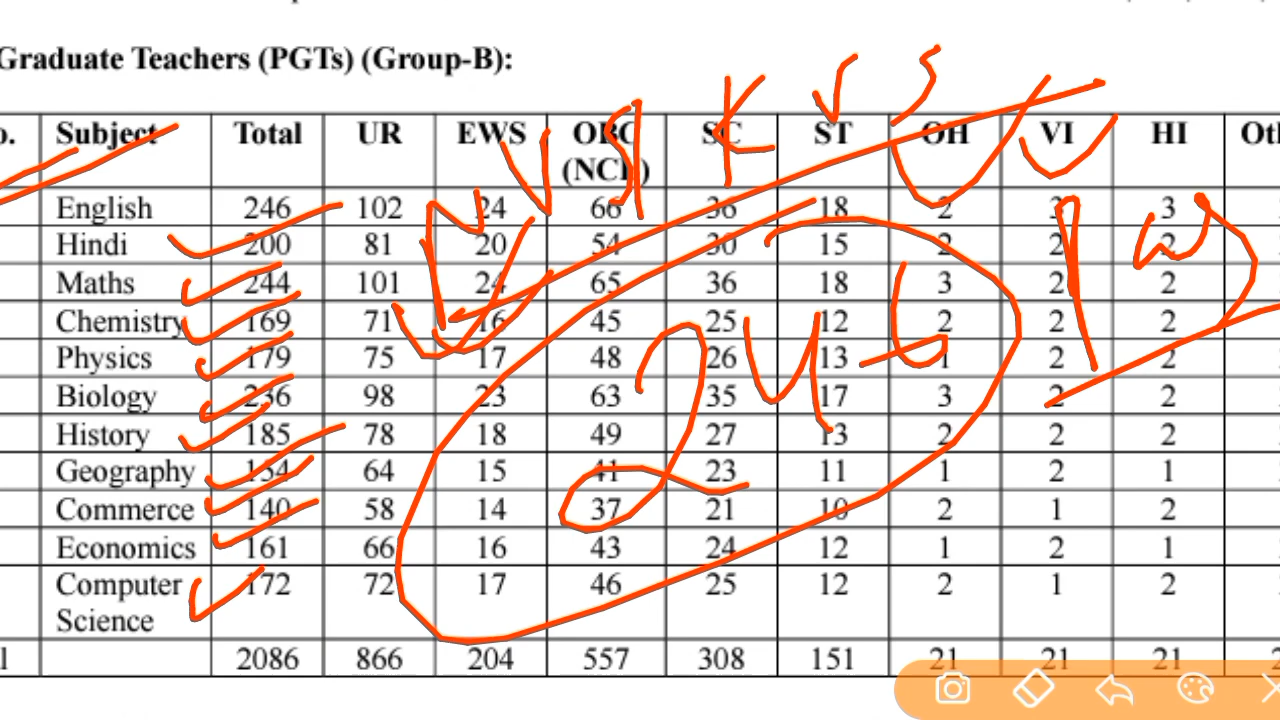 Graduate Teachers (PGTs) (Group-B):
o. Subject Total UR EWS OBC (NCL) SC ST OH VI HI Ot
English 246 102 24 66 36 18 2 3
Hindi 200 81 20 54 30 15 2 2 2
Maths 244 101 24 65 36 18 3 2 2
Chemistry 169 71 16 45 25 12 2 2 2
Physics 179 75 17 48 26 13 1 2 2
Biology 236 98 23 63 35 17 3 2 2
History 185 78 18 49 27 13 2 2 2
Geography 154 64 15 41 23 11 1 2 1
Commerce 140 58 14 37 21 10 2 1 2
Economics 161 66 16 43 24 12 1 2 1
Computer Science 172 72 17 46 25 12 2 1 2
l 2086 866 204 557 308 151 21 21 21 2
NVS KVS
246